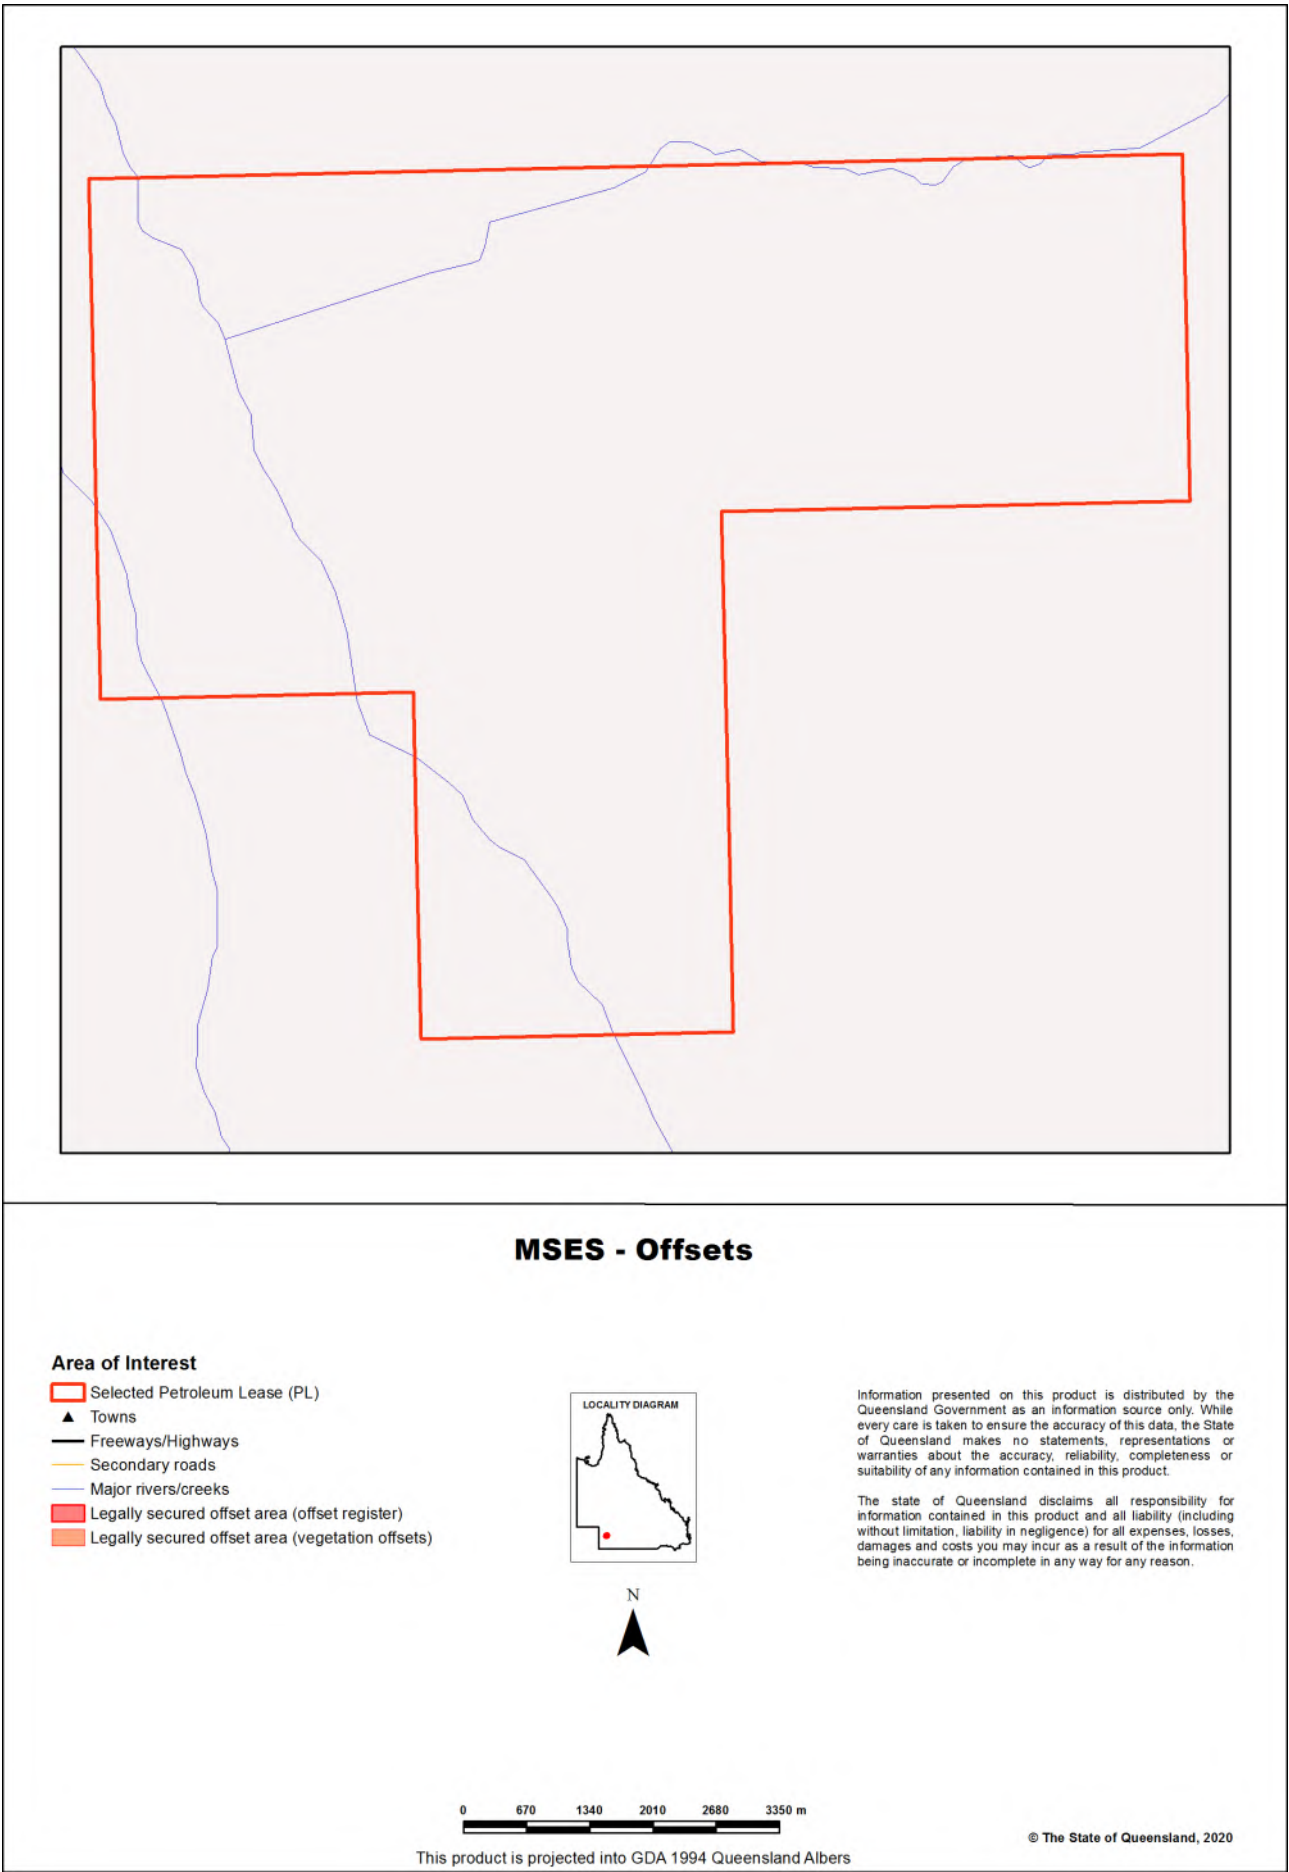 MSES - Offsets
Area of Interest
Selected Petroleum Lease (PL)
Towns
Freeways/Highways
Secondary roads
Major rivers/creeks
Legally secured offset area (offset register)
Legally secured offset area (vegetation offsets)
LOCALITY DIAGRAM
N
Information presented on this product is distributed by the
Queensland Government as an information source only. While
every care is taken to ensure the accuracy of this data, the State
of Queensland makes no statements, representations or
warranties about the accuracy, reliability, completeness or
suitability of any information contained in this product.
The state of Queensland disclaims all responsibility for
information contained in this product and all liability (including
without limitation, liability in negligence) for all expenses, losses,
damages and costs you may incur as a result of the information
being inaccurate or incomplete in any way for any reason.
0 670 1340 2010 2680 3350 m
This product is projected into GDA 1994 Queensland Albers
© The State of Queensland, 2020